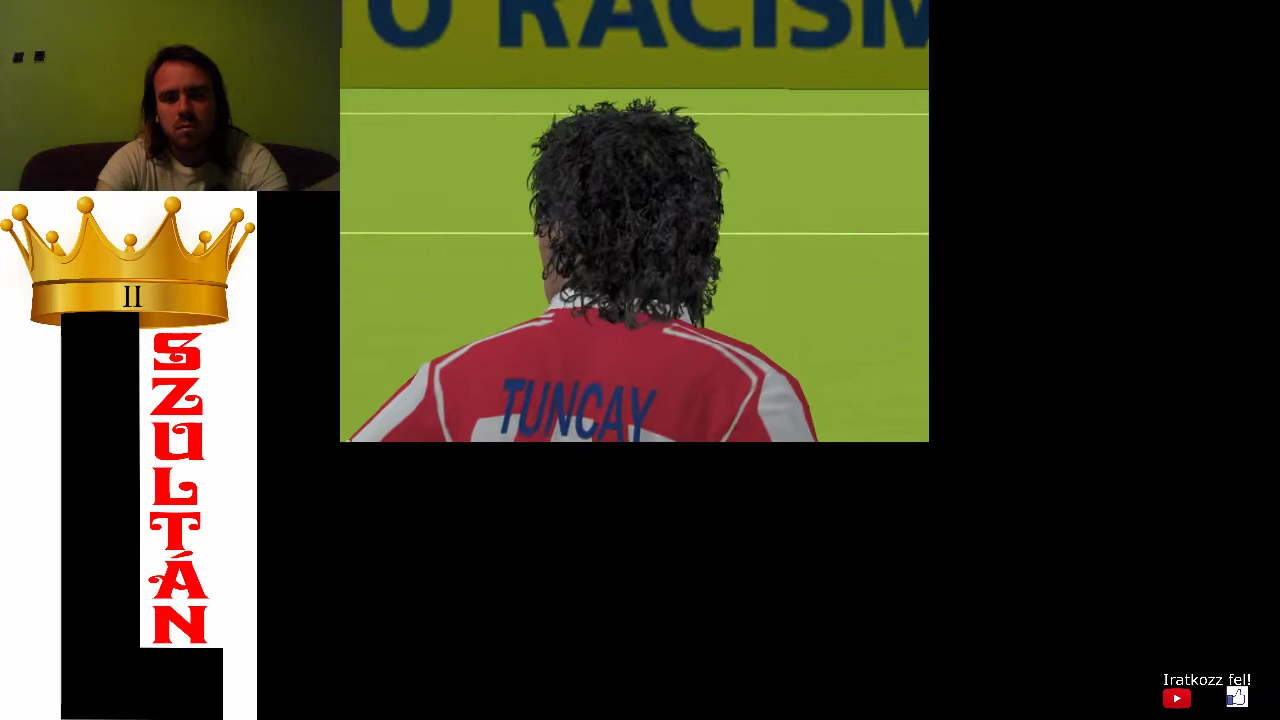 O RACISM
TUNCAY
II
SZULTÁN
L
Iratkozz fel!